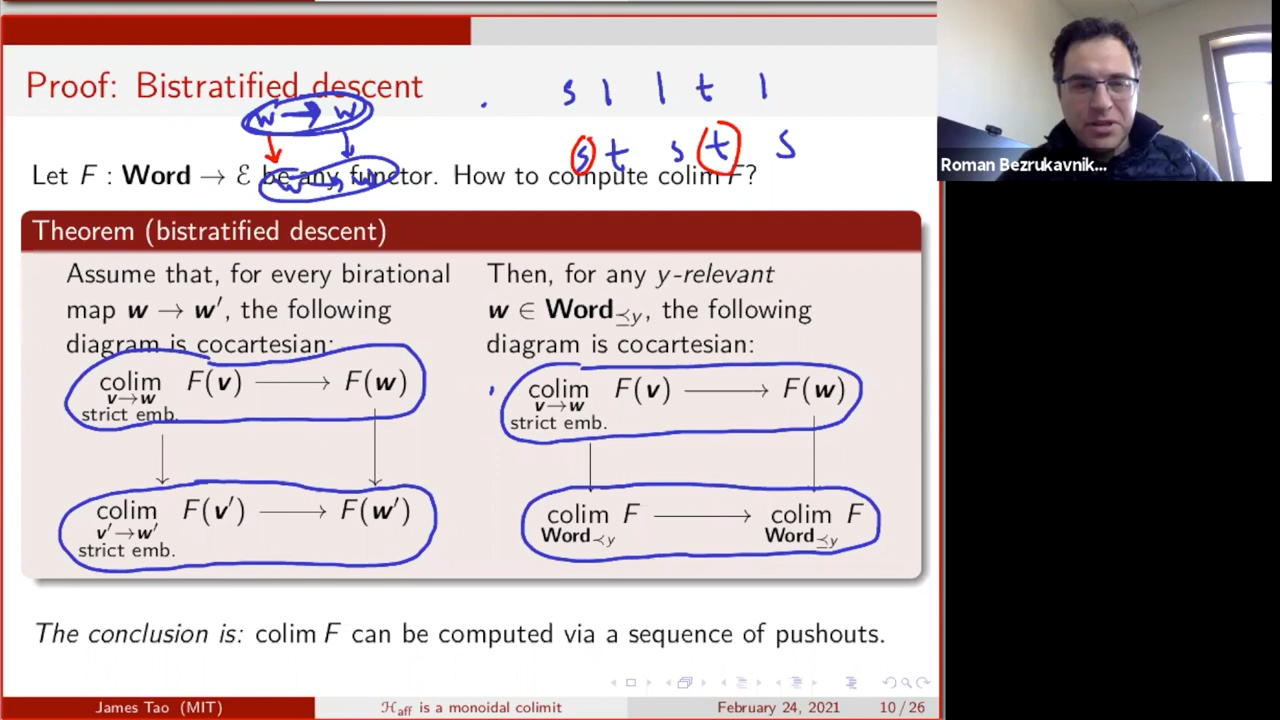 Proof: Bistratified descent
s 1 1 t 1
w → w
s t s t s
Let F : Word → ℰ be any functor. How to compute colim F?
Theorem (bistratified descent)
Assume that, for every birational
map w → w′, the following
diagram is cocartesian:
colim F(v) ⟶ F(w)
v→w
strict emb.
colim F(v′) ⟶ F(w′)
v′→w′
strict emb.
Then, for any y-relevant
w ∈ Word⪯y, the following
diagram is cocartesian:
colim F(v) ⟶ F(w)
v→w
strict emb.
colim F ⟶ colim F
Word≺y Word⪯y
The conclusion is: colim F can be computed via a sequence of pushouts.
James Tao (MIT) ℋaff is a monoidal colimit February 24, 2021 10 / 26
Roman Bezrukavnik...